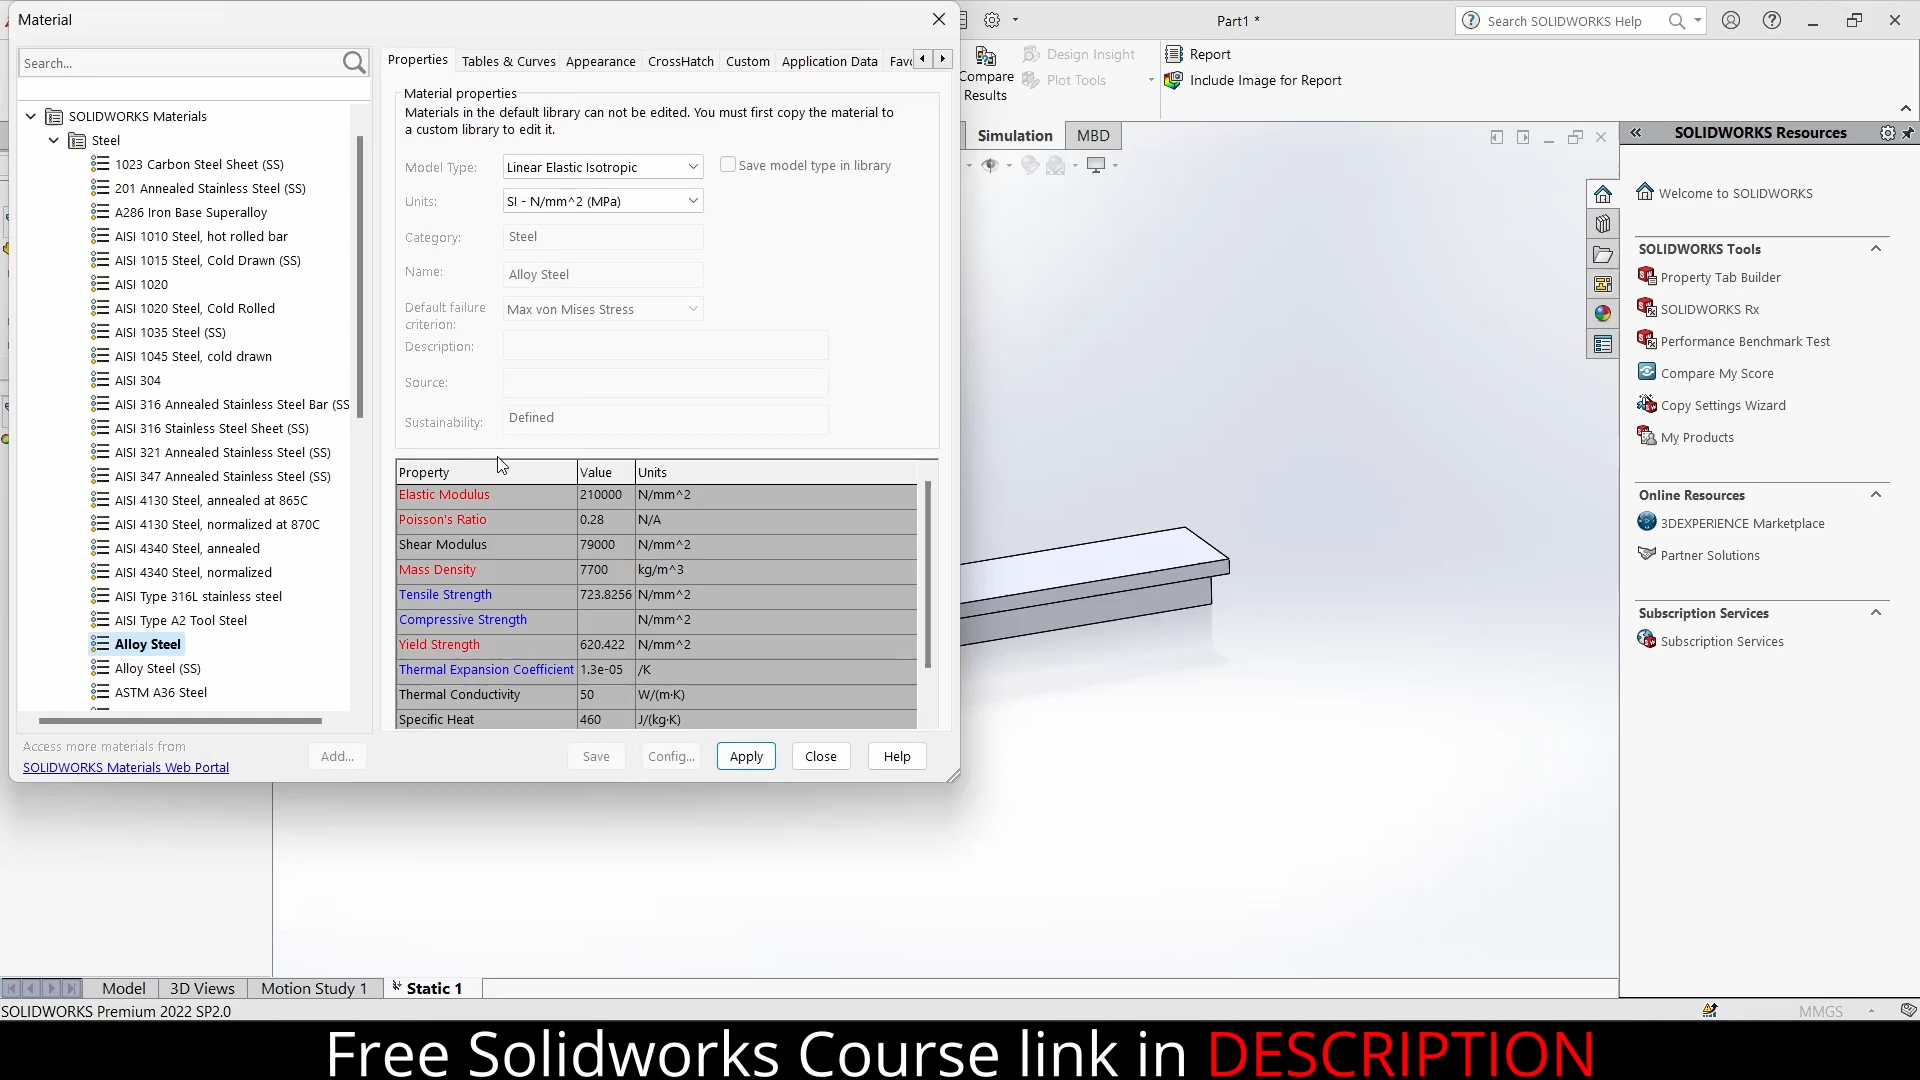 Material
Search...
SOLIDWORKS Materials
Steel
1023 Carbon Steel Sheet (SS)
201 Annealed Stainless Steel (SS)
A286 Iron Base Superalloy
AISI 1010 Steel, hot rolled bar
AISI 1015 Steel, Cold Drawn (SS)
AISI 1020
AISI 1020 Steel, Cold Rolled
AISI 1035 Steel (SS)
AISI 1045 Steel, cold drawn
AISI 304
AISI 316 Annealed Stainless Steel Bar (SS
AISI 316 Stainless Steel Sheet (SS)
AISI 321 Annealed Stainless Steel (SS)
AISI 347 Annealed Stainless Steel (SS)
AISI 4130 Steel, annealed at 865C
AISI 4130 Steel, normalized at 870C
AISI 4340 Steel, annealed
AISI 4340 Steel, normalized
AISI Type 316L stainless steel
AISI Type A2 Tool Steel
Alloy Steel
Alloy Steel (SS)
ASTM A36 Steel
Access more materials from
SOLIDWORKS Materials Web Portal
Add...
Properties Tables & Curves Appearance CrossHatch Custom Application Data Favo
Material properties
Materials in the default library can not be edited. You must first copy the material to
a custom library to edit it.
Model Type: Linear Elastic Isotropic Save model type in library
Units: SI - N/mm^2 (MPa)
Category: Steel
Name: Alloy Steel
Default failure
criterion: Max von Mises Stress
Description:
Source:
Sustainability: Defined
Property Value Units
Elastic Modulus 210000 N/mm^2
Poisson's Ratio 0.28 N/A
Shear Modulus 79000 N/mm^2
Mass Density 7700 kg/m^3
Tensile Strength 723.8256 N/mm^2
Compressive Strength N/mm^2
Yield Strength 620.422 N/mm^2
Thermal Expansion Coefficient 1.3e-05 /K
Thermal Conductivity 50 W/(m·K)
Specific Heat 460 J/(kg·K)
Save Config... Apply Close Help
Part1 *
Search SOLIDWORKS Help
Compare
Results
Design Insight
Plot Tools
Report
Include Image for Report
Simulation MBD
SOLIDWORKS Resources
Welcome to SOLIDWORKS
SOLIDWORKS Tools
Property Tab Builder
SOLIDWORKS Rx
Performance Benchmark Test
Compare My Score
Copy Settings Wizard
My Products
Online Resources
3DEXPERIENCE Marketplace
Partner Solutions
Subscription Services
Subscription Services
Model 3D Views Motion Study 1 Static 1
SOLIDWORKS Premium 2022 SP2.0
MMGS
Free Solidworks Course link in DESCRIPTION